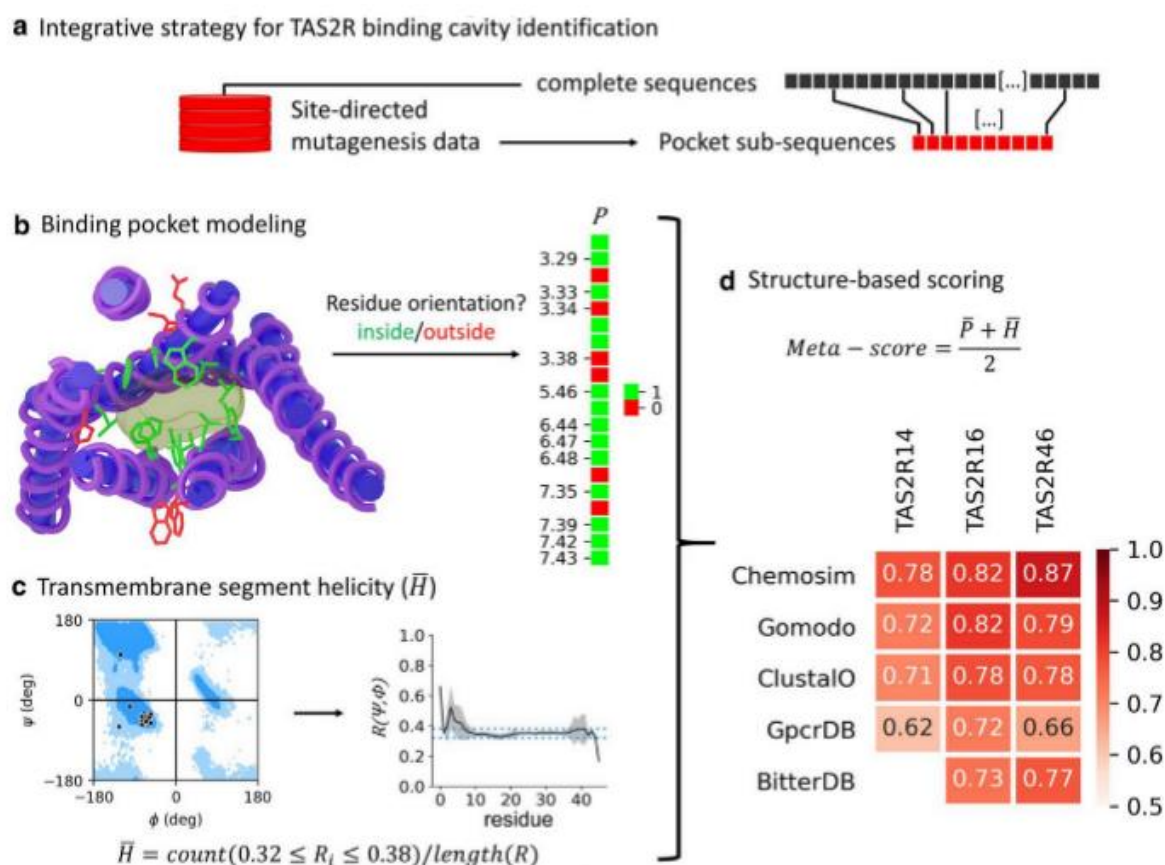 a Integrative strategy for TAS2R binding cavity identification
complete sequences
[...]
Site-directed
mutagenesis data
[...]
Pocket sub-sequences
b Binding pocket modeling
P
Residue orientation?
inside/outside
3.29
3.33
3.34
3.38
5.46
6.44
6.47
6.48
7.35
7.39
7.42
7.43
1
0
c Transmembrane segment helicity (H̅)
180
0
−180
ψ (deg)
−180 0 180
ϕ (deg)
1.0
0.8
0.6
0.4
0.2
0.0
R(Ψ,Φ)
0 20 40
residue
H̅ = count(0.32 ≤ Rᵢ ≤ 0.38)/length(R)
d Structure-based scoring
Meta − score = (P̅ + H̅)/2
TAS2R14 TAS2R16 TAS2R46
Chemosim 0.78 0.82 0.87
Gomodo 0.72 0.82 0.79
ClustalO 0.71 0.78 0.78
GpcrDB 0.62 0.72 0.66
BitterDB 0.73 0.77
1.0
0.9
0.8
0.7
0.6
0.5